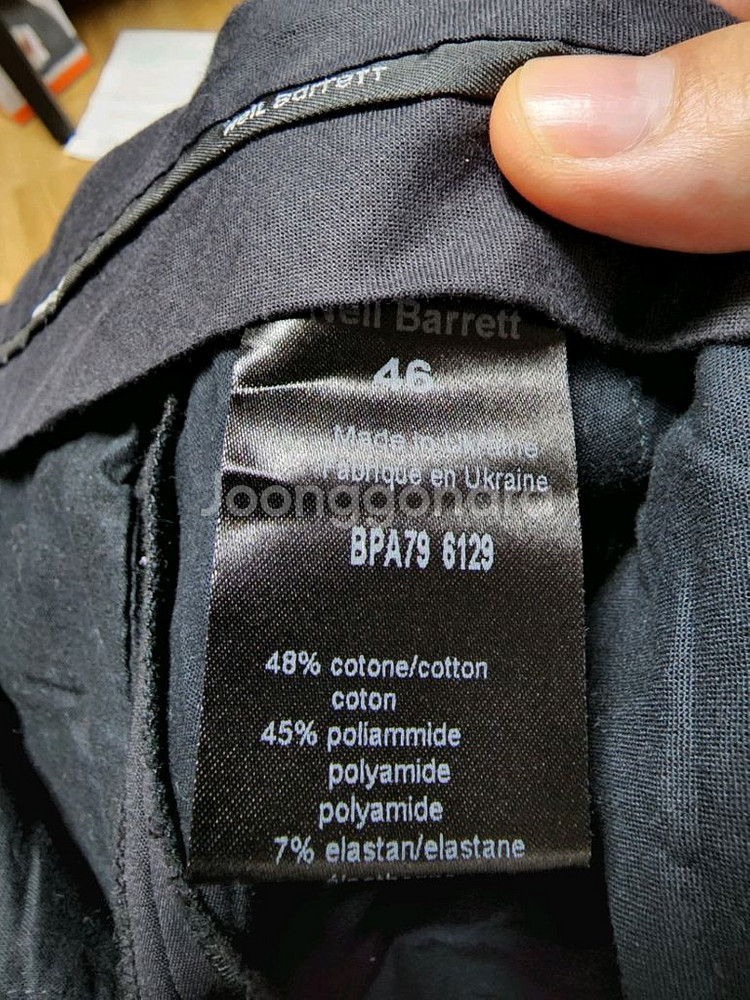 neil barrett
Neil Barrett
46
Made in Ukraine
Fabriqué en Ukraine
Joonggonara
BPA79 6129
48% cotone/cotton
coton
45% poliammide
polyamide
polyamide
7% elastan/elastane